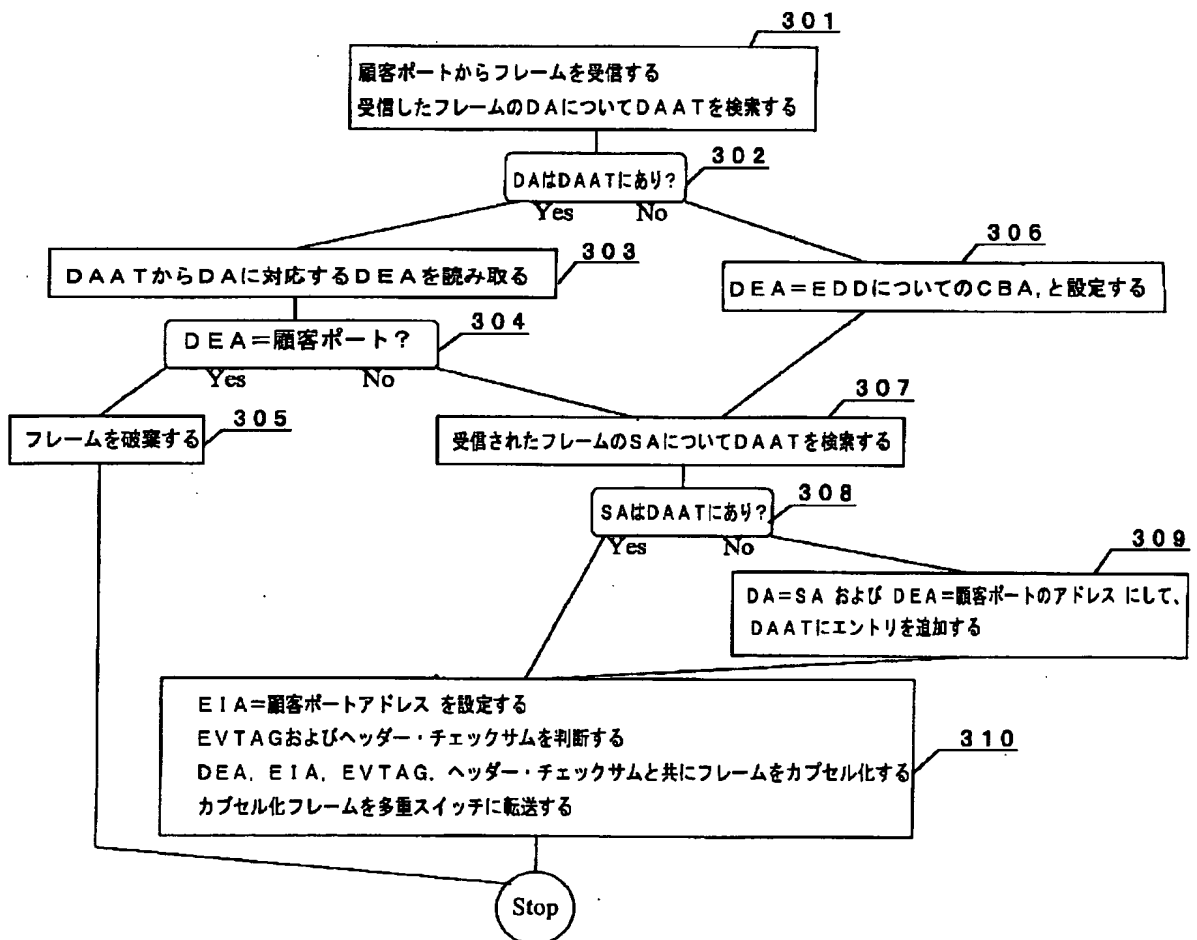 301
顧客ポートからフレームを受信する
受信したフレームのDAについてDAATを検索する
302
DAはDAATにあり?
Yes No
303
DAATからDAに対応するDEAを読み取る
306
DEA=EDDについてのCBA,と設定する
304
DEA=顧客ポート?
Yes No
305
フレームを破棄する
307
受信されたフレームのSAについてDAATを検索する
308
SAはDAATにあり?
Yes No
309
DA=SA および DEA=顧客ポートのアドレス にして、
DAATにエントリを追加する
310
EIA=顧客ポートアドレス を設定する
EVTAGおよびヘッダー・チェックサムを判断する
DEA, EIA, EVTAG, ヘッダー・チェックサムと共にフレームをカプセル化する
カプセル化フレームを多重スイッチに転送する
Stop